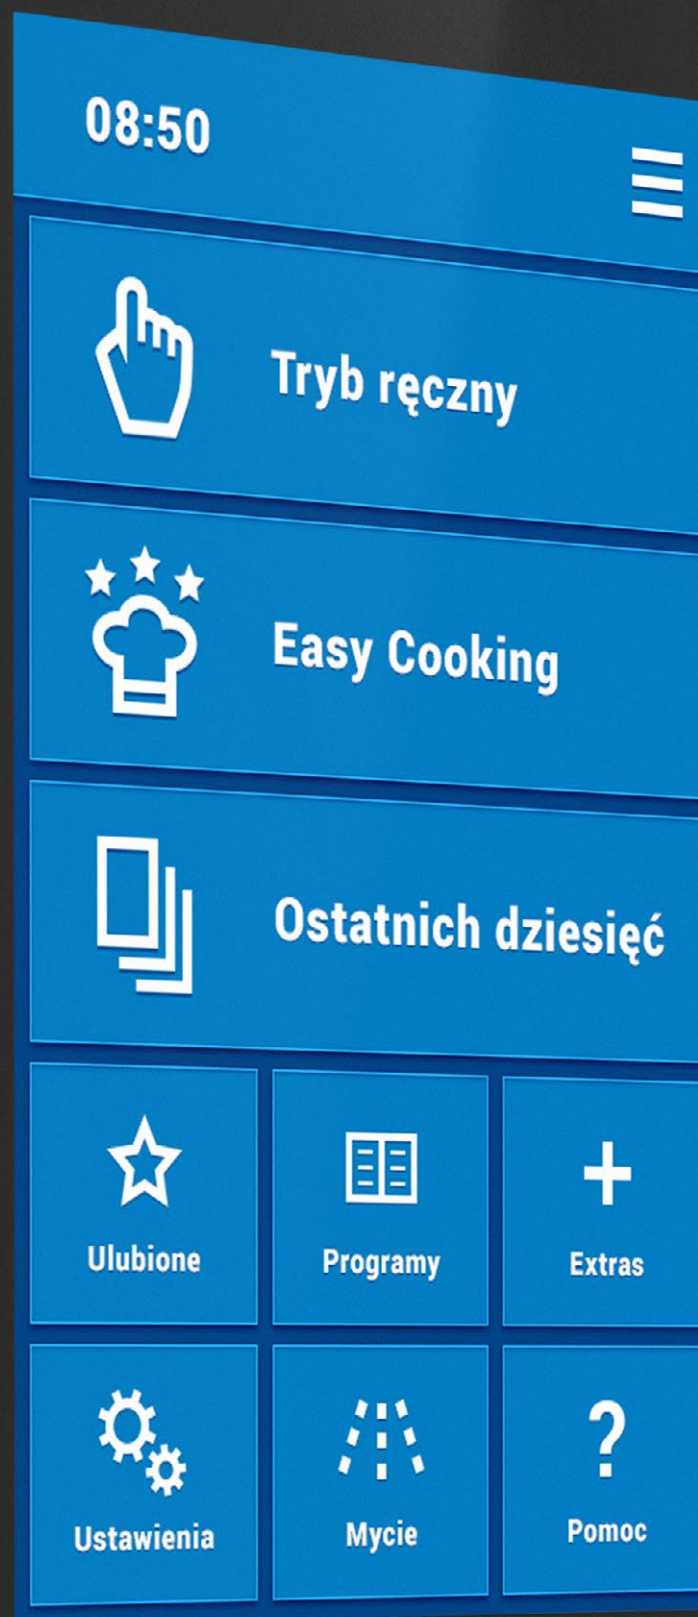 08:50
Tryb ręczny
Easy Cooking
Ostatnich dziesięć
Ulubione Programy Extras
Ustawienia Mycie Pomoc
?